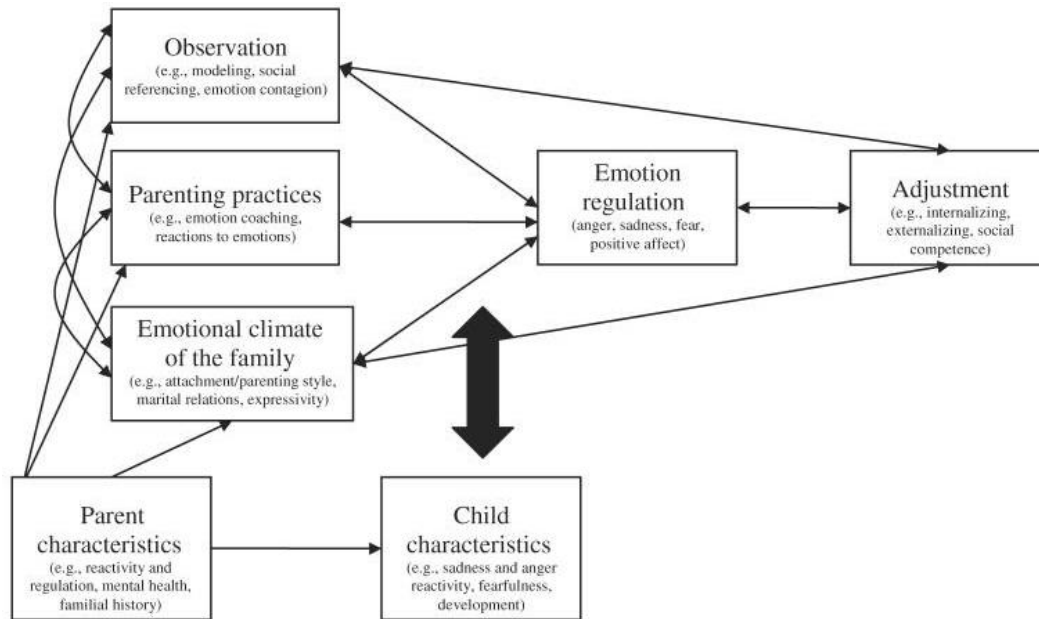 Observation
(e.g., modeling, social
referencing, emotion contagion)
Parenting practices
(e.g., emotion coaching,
reactions to emotions)
Emotion
regulation
(anger, sadness, fear,
positive affect)
Adjustment
(e.g., internalizing,
externalizing, social
competence)
Emotional climate
of the family
(e.g., attachment/parenting style,
marital relations, expressivity)
Parent
characteristics
(e.g., reactivity and
regulation, mental health,
familial history)
Child
characteristics
(e.g., sadness and anger
reactivity, fearfulness,
development)